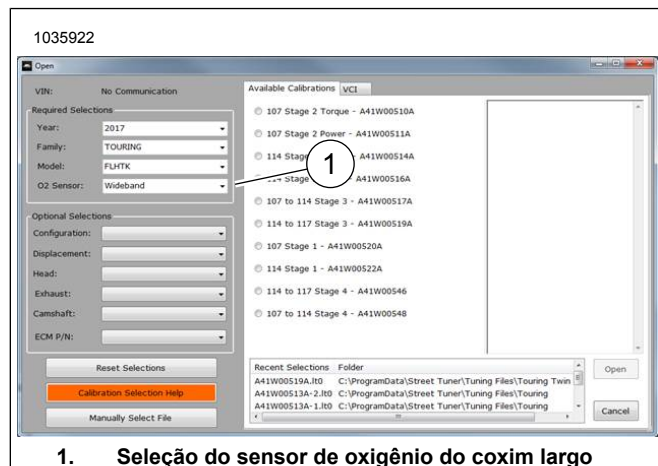 1035922
Open
VIN: No Communication
Required Selections
Year: 2017
Family: TOURING
Model: FLHTK
O2 Sensor: Wideband
Optional Selections
Configuration:
Displacement:
Head:
Exhaust:
Camshaft:
ECM P/N:
Reset Selections
Calibration Selection Help
Manually Select File
Available Calibrations VCI
107 Stage 2 Torque - A41W00510A
107 Stage 2 Power - A41W00511A
114 Stage - A41W00514A
114 Stage - A41W00516A
107 to 114 Stage 3 - A41W00517A
114 to 117 Stage 3 - A41W00519A
107 Stage 1 - A41W00520A
114 Stage 1 - A41W00522A
114 to 117 Stage 4 - A41W00546
107 to 114 Stage 4 - A41W00548
1
Recent Selections Folder
A41W00519A.lt0 C:\ProgramData\Street Tuner\Tuning Files\Touring Twin
A41W00513A-2.lt0 C:\ProgramData\Street Tuner\Tuning Files\Touring
A41W00513A-1.lt0 C:\ProgramData\Street Tuner\Tuning Files\Touring
Open
Cancel
1. Seleção do sensor de oxigênio do coxim largo